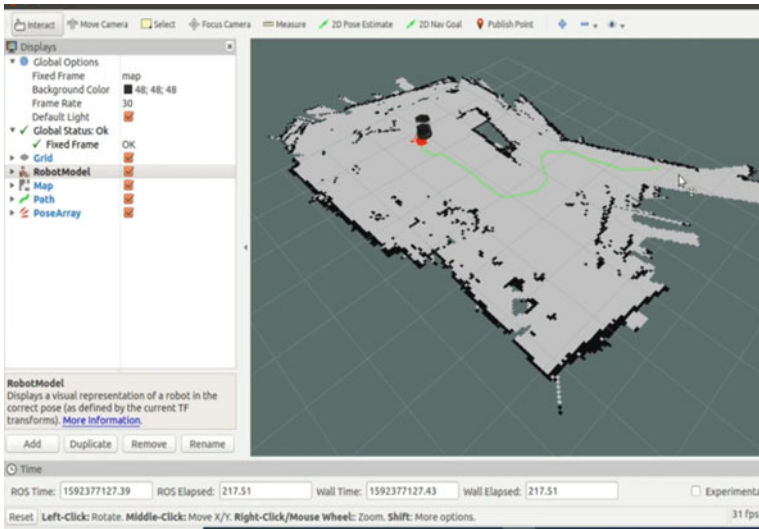 Interact Move Camera Select Focus Camera Measure 2D Pose Estimate 2D Nav Goal Publish Point
Displays
Global Options
Fixed Frame map
Background Color 48; 48; 48
Frame Rate 30
Default Light
Global Status: Ok
Fixed Frame OK
Grid
RobotModel
Map
Path
PoseArray
RobotModel
Displays a visual representation of a robot in the
correct pose (as defined by the current TF
transforms). More Information.
Add Duplicate Remove Rename
Time
ROS Time: 1592377127.39 ROS Elapsed: 217.51 Wall Time: 1592377127.43 Wall Elapsed: 217.51 Experimenta
Reset Left-Click: Rotate. Middle-Click: Move X/Y. Right-Click/Mouse Wheel: Zoom. Shift: More options. 31 fps